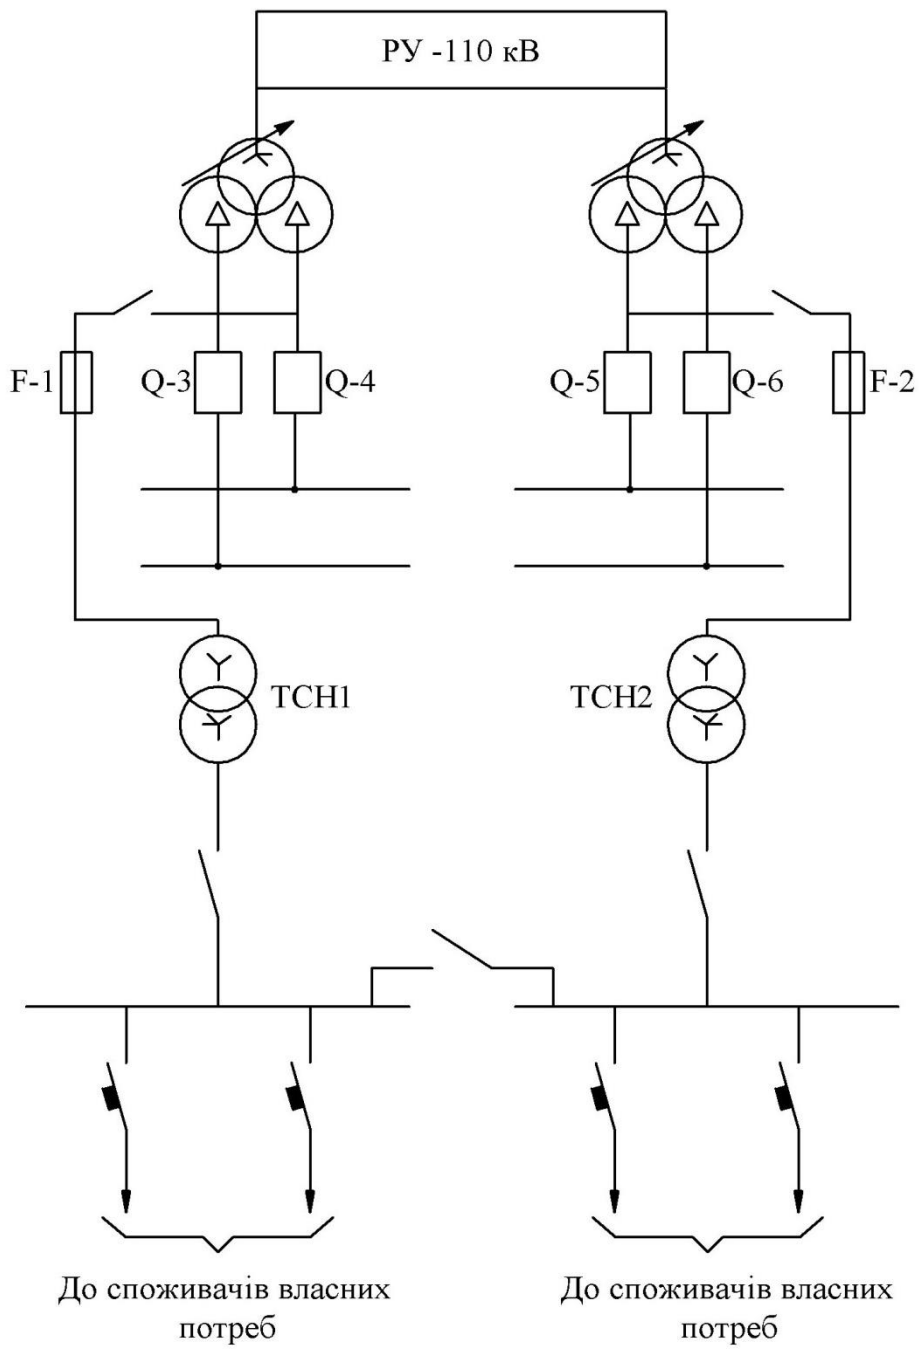 РУ -110 кВ
F-1
Q-3
Q-4
Q-5
Q-6
F-2
ТСН1
ТСН2
До споживачів власних
потреб
До споживачів власних
потреб